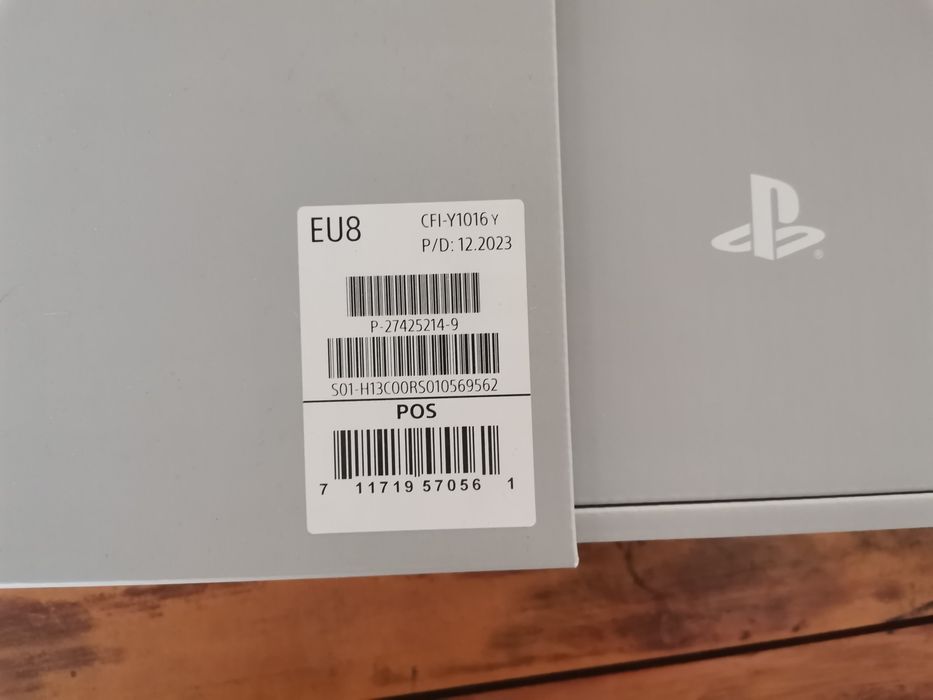 EU8
CFI-Y1016 Y
P/D: 12.2023
P-27425214-9
S01-H13C00RS010569562
POS
7 11719 57056 1
®